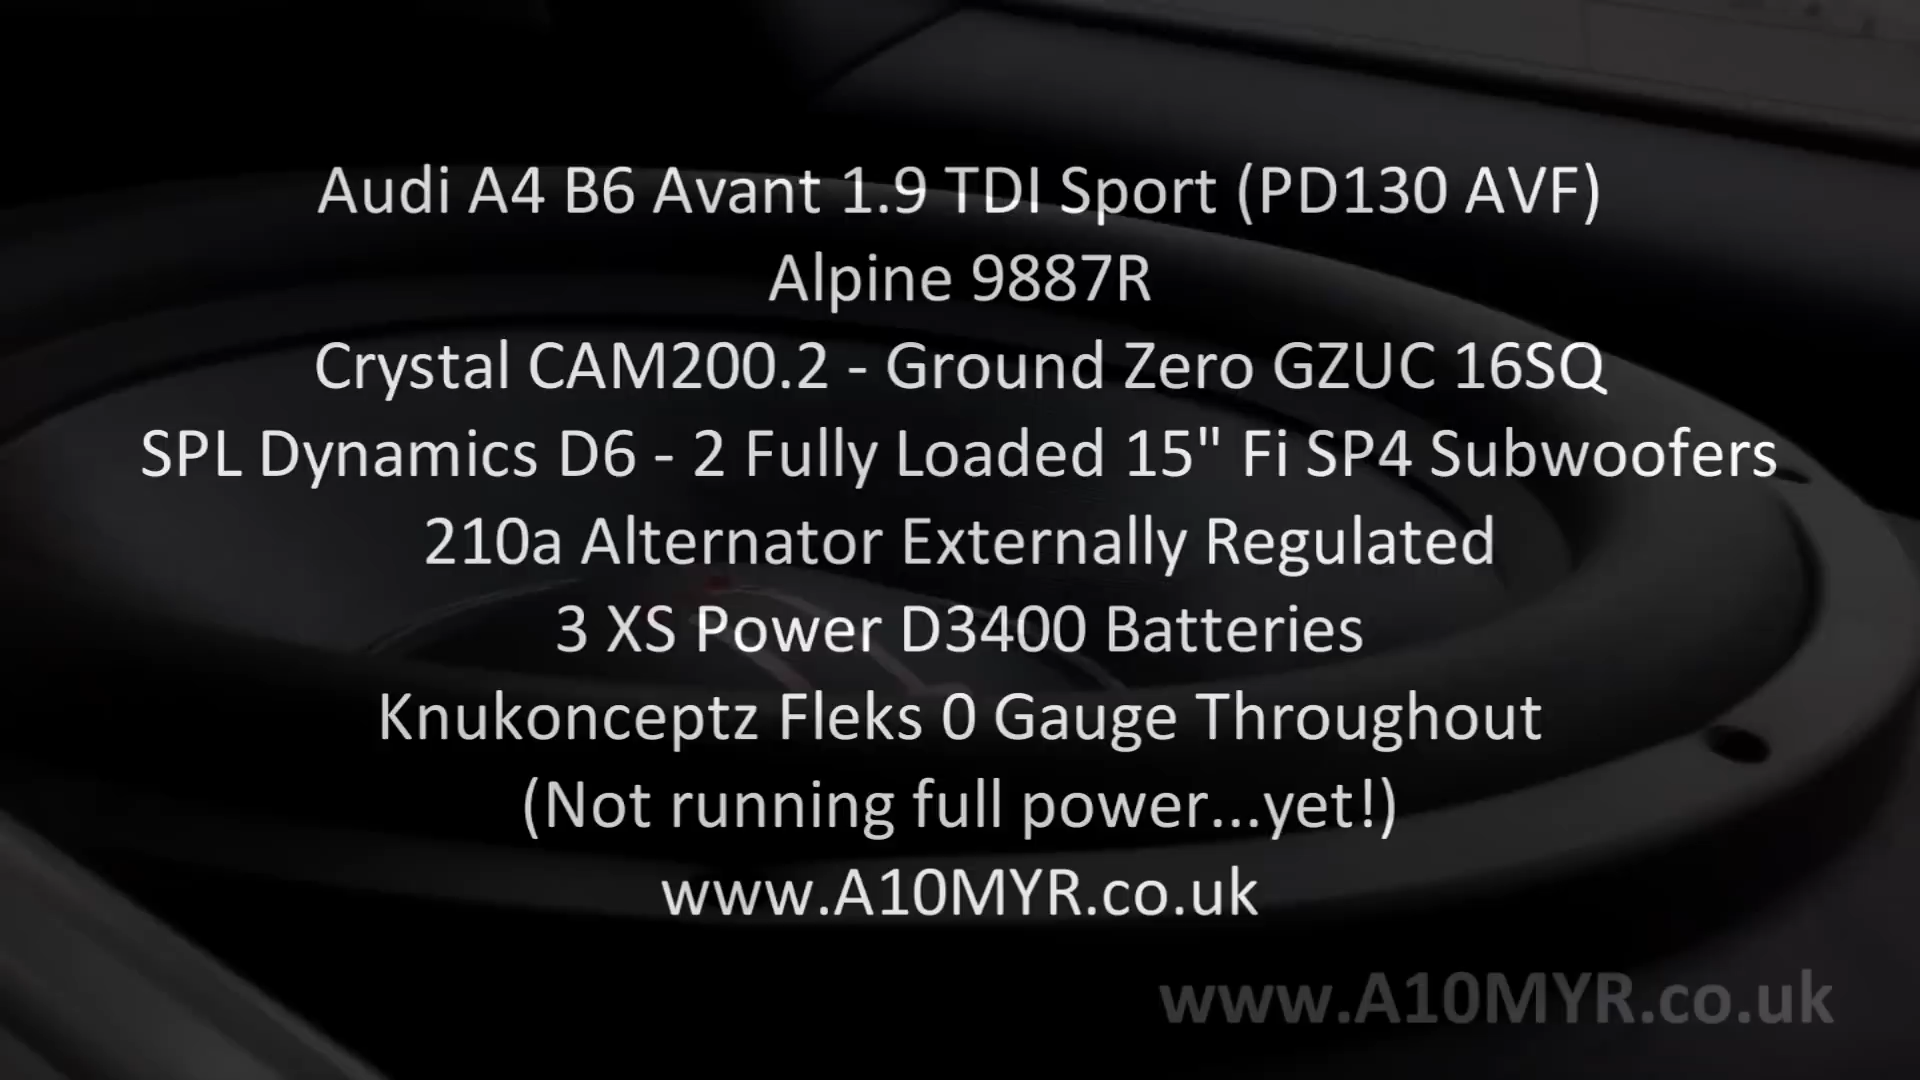 Audi A4 B6 Avant 1.9 TDI Sport (PD130 AVF)
Alpine 9887R
Crystal CAM200.2 - Ground Zero GZUC 16SQ
SPL Dynamics D6 - 2 Fully Loaded 15" Fi SP4 Subwoofers
210a Alternator Externally Regulated
3 XS Power D3400 Batteries
Knukonceptz Fleks 0 Gauge Throughout
(Not running full power...yet!)
www.A10MYR.co.uk
www.A10MYR.co.uk